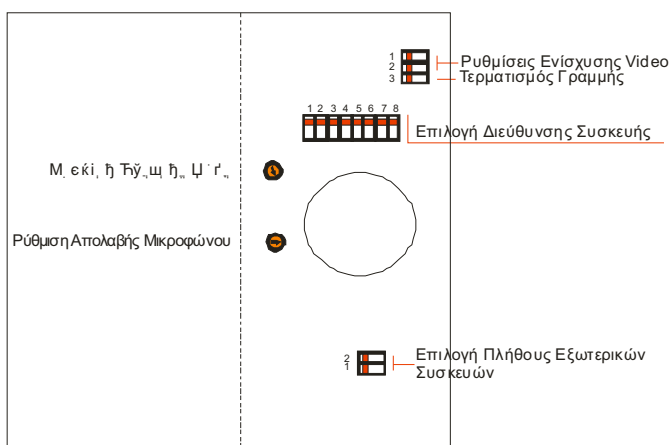 1
2
3
Ρυθμίσεις Ενίσχυσης Video
Τερματισμός Γραμμής
1 2 3 4 5 6 7 8
Επιλογή Διεύθυνσης Συσκευής
Ρύθμιση Απολαβής Μικροφώνου
2
1
Επιλογή Πλήθους Εξωτερικών
Συσκευών